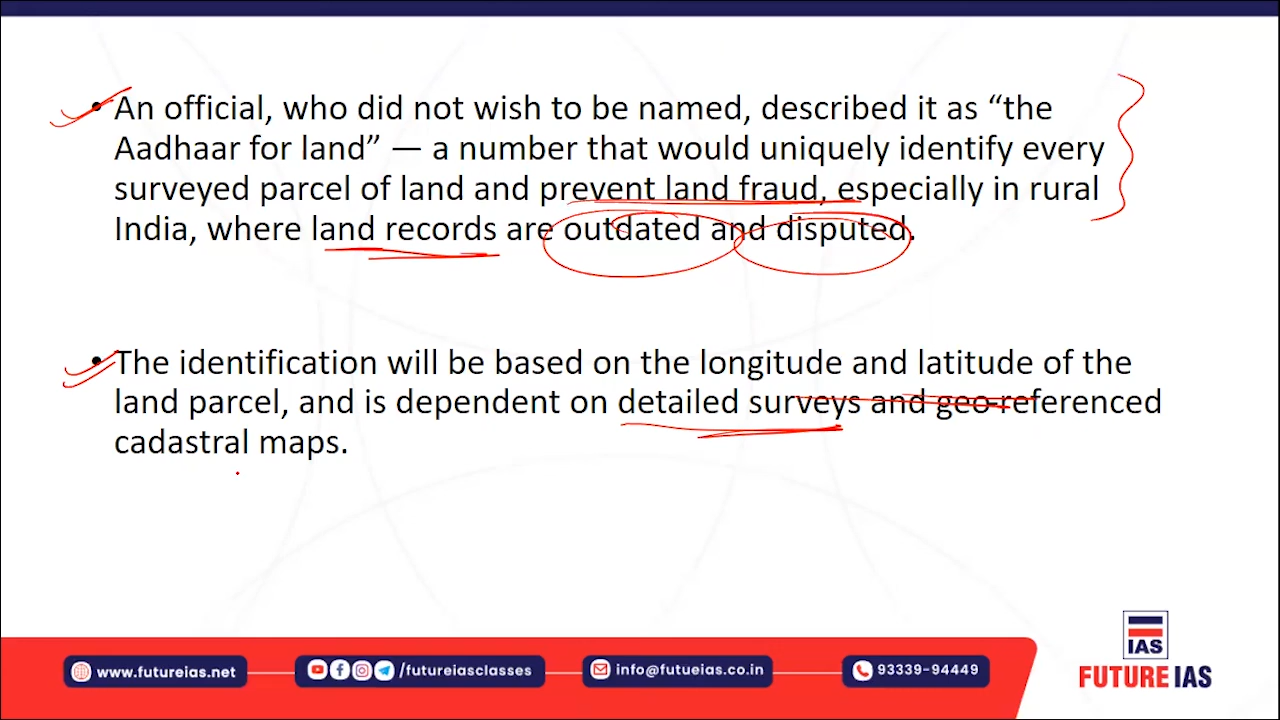 • An official, who did not wish to be named, described it as “the
Aadhaar for land” — a number that would uniquely identify every
surveyed parcel of land and prevent land fraud, especially in rural
India, where land records are outdated and disputed.
• The identification will be based on the longitude and latitude of the
land parcel, and is dependent on detailed surveys and geo-referenced
cadastral maps.
IAS
www.futureias.net
/futureiasclasses
info@futueias.co.in
93339-94449
FUTURE IAS